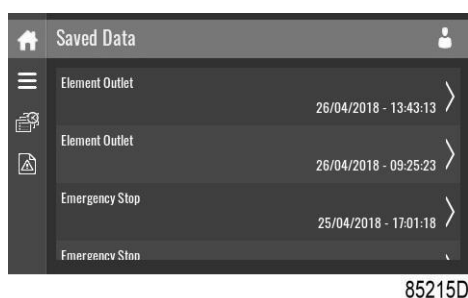 Saved Data
Element Outlet
26/04/2018 - 13:43:13
Element Outlet
26/04/2018 - 09:25:23
Emergency Stop
25/04/2018 - 17:01:18
Emergency Stop
85215D